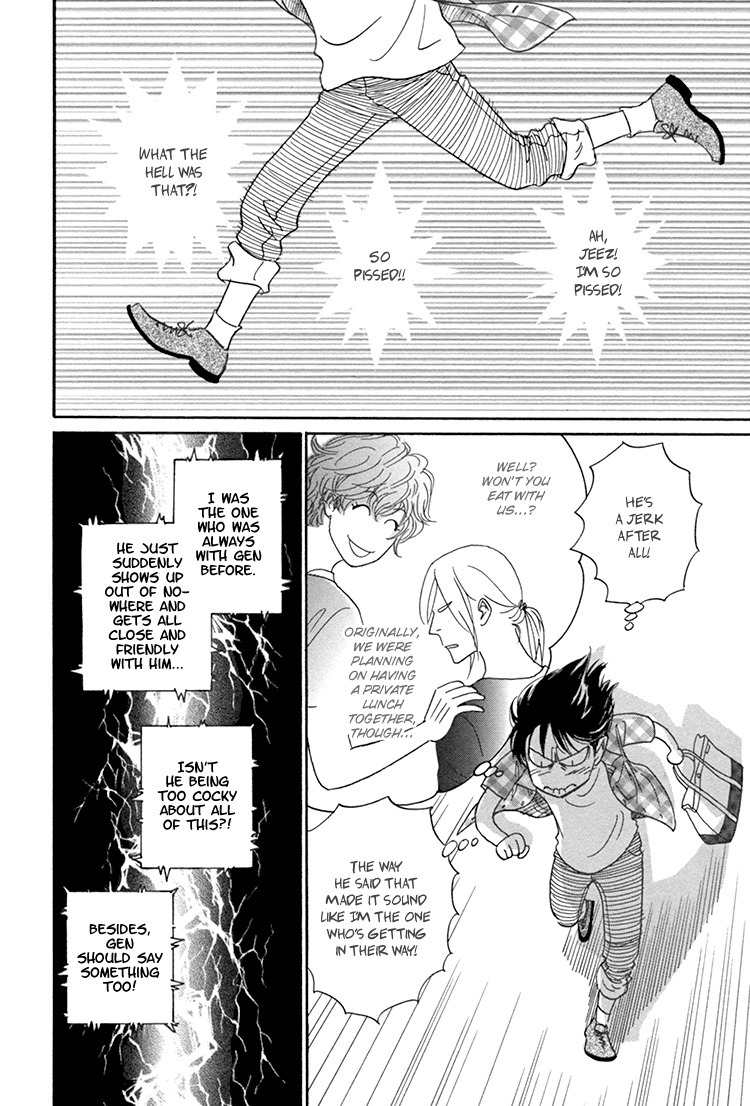 AH,
JEEZ!
I'M SO
PISSED!
SO
PISSED!!
WHAT THE
HELL WAS
THAT?!
HE'S
A JERK
AFTER
ALL!
WELL?
WON'T YOU
EAT WITH
US...?
ORIGINALLY,
WE WERE
PLANNING
ON HAVING
A PRIVATE
LUNCH
TOGETHER,
THOUGH...
THE WAY
HE SAID THAT
MADE IT SOUND
LIKE I'M THE ONE
WHO'S GETTING
IN THEIR WAY!
I WAS
THE ONE
WHO WAS
ALWAYS
WITH GEN
BEFORE.
HE JUST
SUDDENLY
SHOWS UP
OUT OF NO-
WHERE AND
GETS ALL
CLOSE AND
FRIENDLY
WITH HIM...
ISN'T
HE BEING
TOO COCKY
ABOUT ALL
OF THIS?!
BESIDES,
GEN
SHOULD SAY
SOMETHING
TOO!